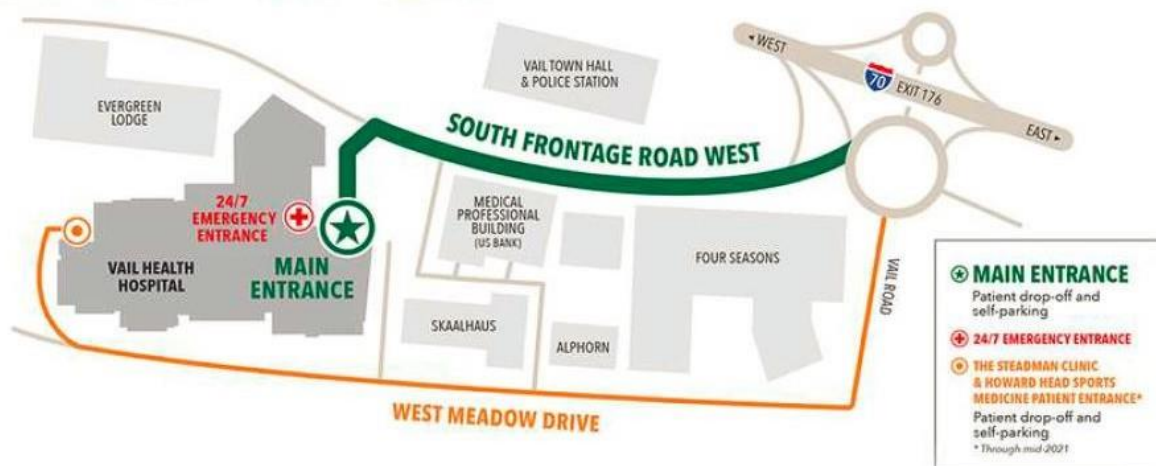 WEST
70
EXIT 176
EAST
VAIL TOWN HALL
& POLICE STATION
EVERGREEN
LODGE
SOUTH FRONTAGE ROAD WEST
24/7
EMERGENCY
ENTRANCE
MEDICAL
PROFESSIONAL
BUILDING
(US BANK)
FOUR SEASONS
VAIL HEALTH
HOSPITAL
MAIN
ENTRANCE
VAIL ROAD
SKAALHAUS
ALPHORN
WEST MEADOW DRIVE
MAIN ENTRANCE
Patient drop-off and
self-parking
24/7 EMERGENCY ENTRANCE
THE STEADMAN CLINIC
& HOWARD HEAD SPORTS
MEDICINE PATIENT ENTRANCE*
Patient drop-off and
self-parking
* Through mid-2021